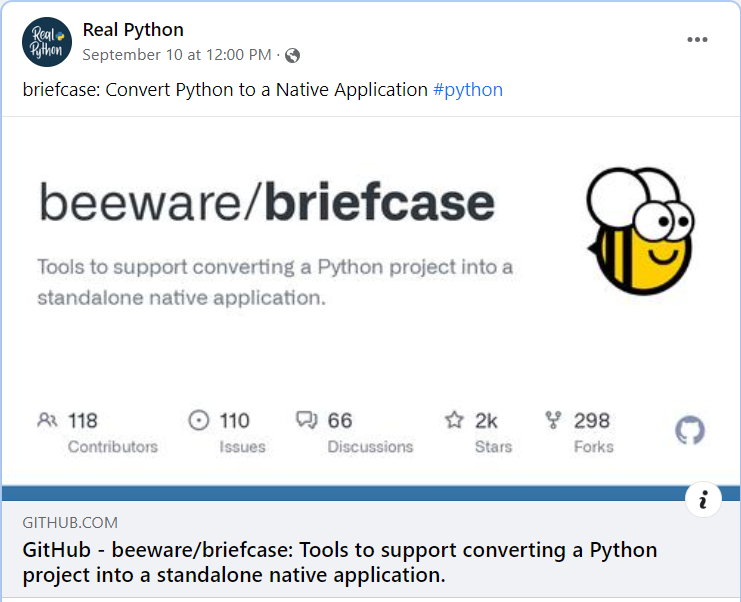 Real Python
Real Python
September 10 at 12:00 PM ·
briefcase: Convert Python to a Native Application #python
beeware/briefcase
Tools to support converting a Python project into a
standalone native application.
118 110 66 2k 298
Contributors Issues Discussions Stars Forks
i
GITHUB.COM
GitHub - beeware/briefcase: Tools to support converting a Python
project into a standalone native application.